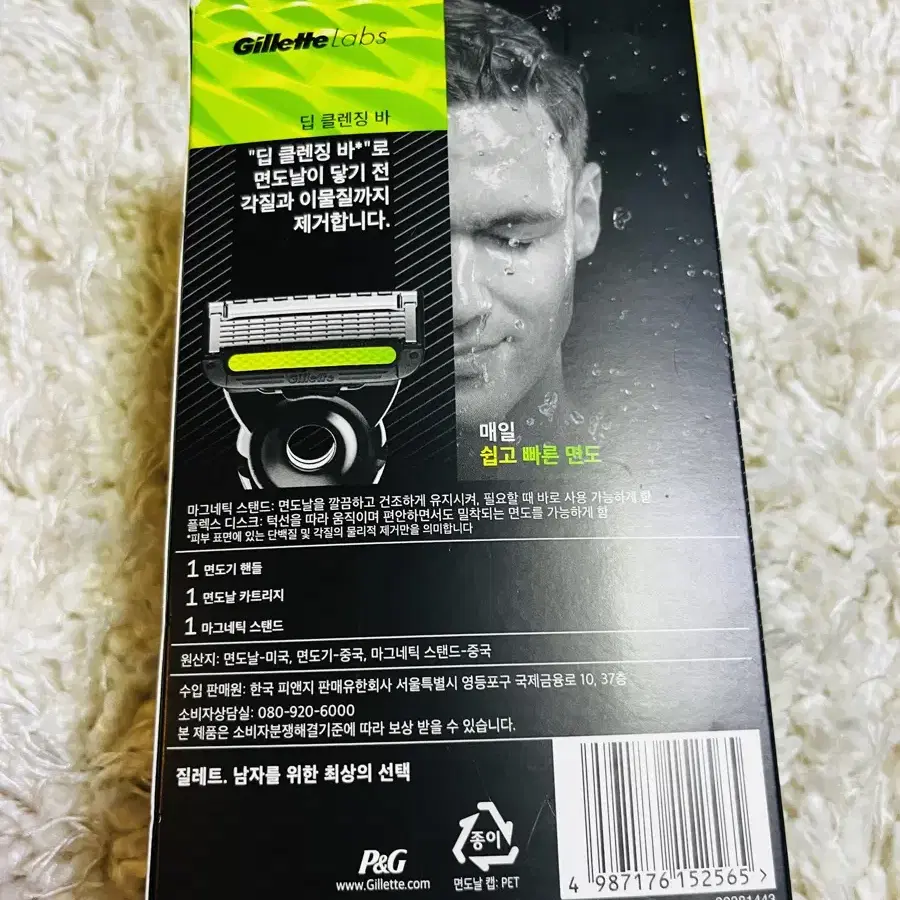 Gillette Labs
딥 클렌징 바
"딥 클렌징 바*"로
면도날이 닿기 전
각질과 이물질까지
제거합니다.
Gillette
매일
쉽고 빠른 면도
마그네틱 스탠드: 면도날을 깔끔하고 건조하게 유지시켜, 필요할 때 바로 사용 가능하게 함
플렉스 디스크: 턱선을 따라 움직이며 편안하면서도 밀착되는 면도를 가능하게 함
*피부 표면에 있는 단백질 및 각질의 물리적 제거만을 의미합니다
1 면도기 핸들
1 면도날 카트리지
1 마그네틱 스탠드
원산지: 면도날-미국, 면도기-중국, 마그네틱 스탠드-중국
수입 판매원: 한국 피앤지 판매유한회사 서울특별시 영등포구 국제금융로 10, 37층
소비자상담실: 080-920-6000
본 제품은 소비자분쟁해결기준에 따라 보상 받을 수 있습니다.
질레트. 남자를 위한 최상의 선택
P&G
www.Gillette.com
종이
면도날 캡: PET
4 987176 152565 >